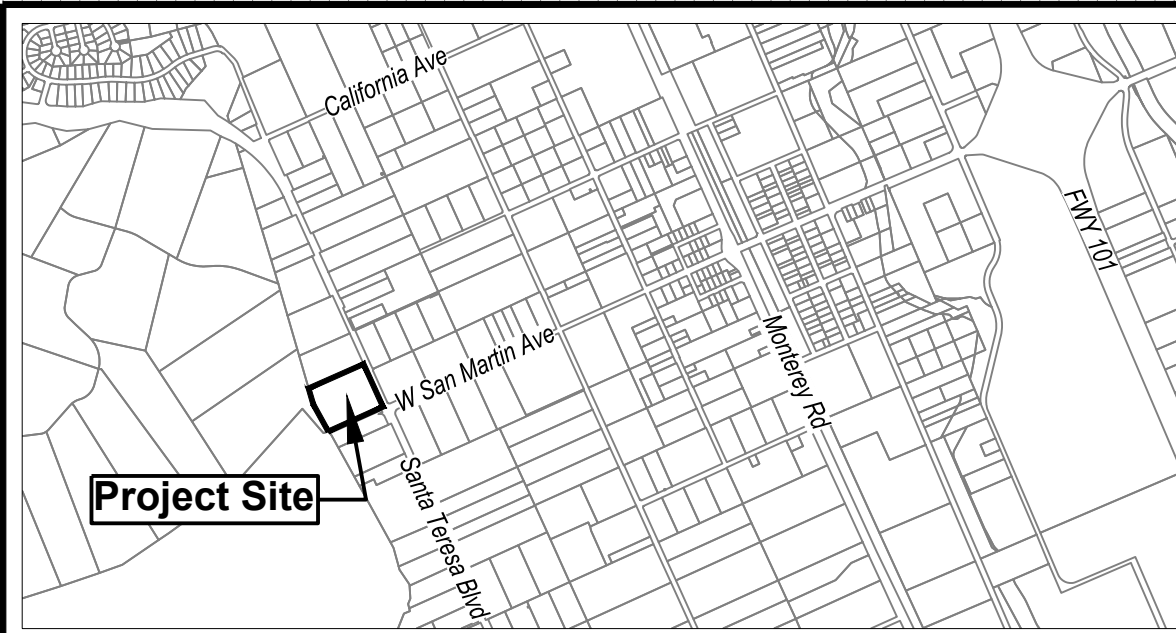 California Ave
FWY 101
W San Martin Ave
Monterey Rd
Project Site
Santa Teresa Blvd